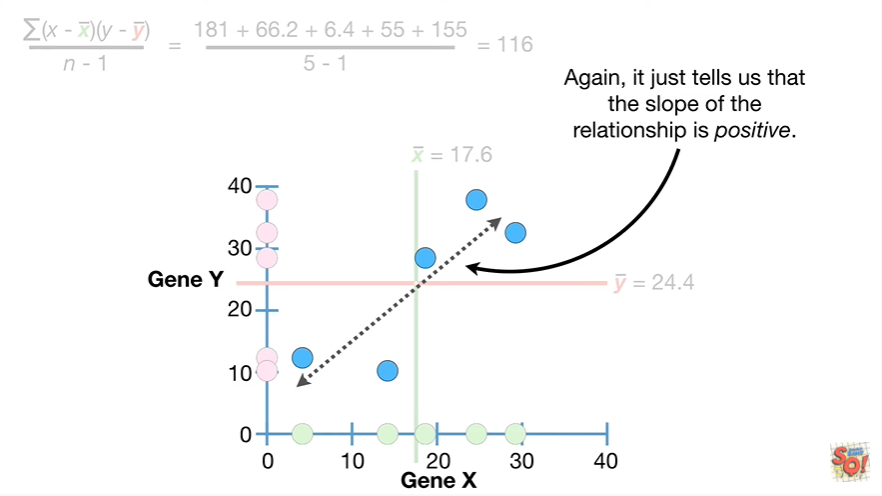 ∑(x - x̅)(y - y̅)
n - 1
=
181 + 66.2 + 6.4 + 55 + 155
5 - 1
= 116
Again, it just tells us that
the slope of the
relationship is positive.
x̅ = 17.6
40
30
Gene Y
y̅ = 24.4
20
10
0
0 10 20 30 40
Gene X
SQ!